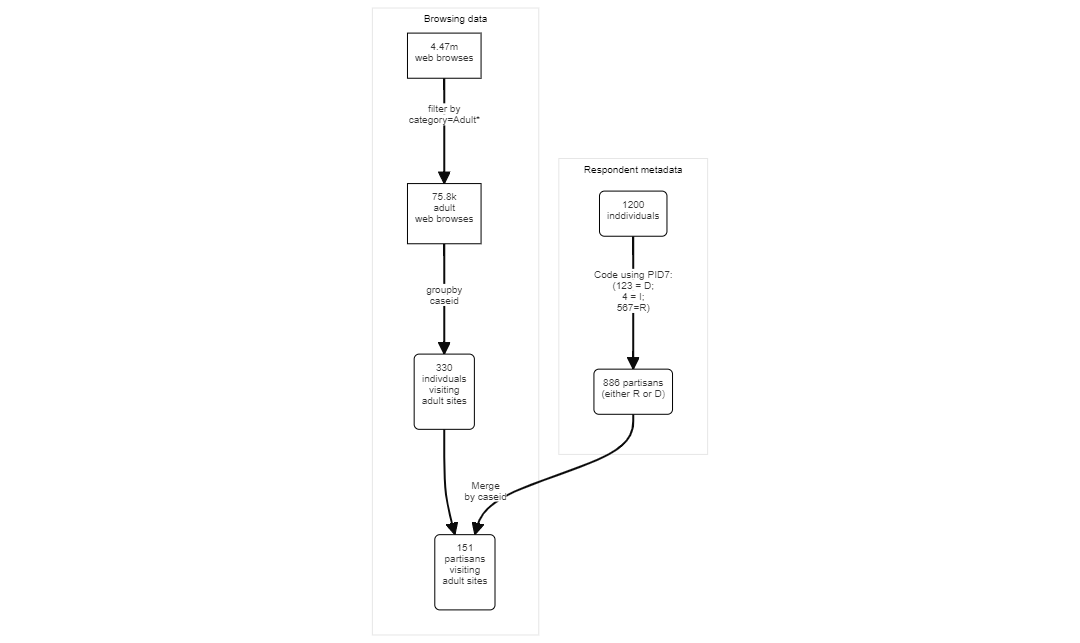 Browsing data
4.47m
web browses
filter by
category=Adult*
75.8k
adult
web browses
groupby
caseid
330
indivduals
visiting
adult sites
Respondent metadata
1200
inddividuals
Code using PID7:
(123 = D;
4 = I;
567=R)
886 partisans
(either R or D)
Merge
by caseid
151
partisans
visiting
adult sites